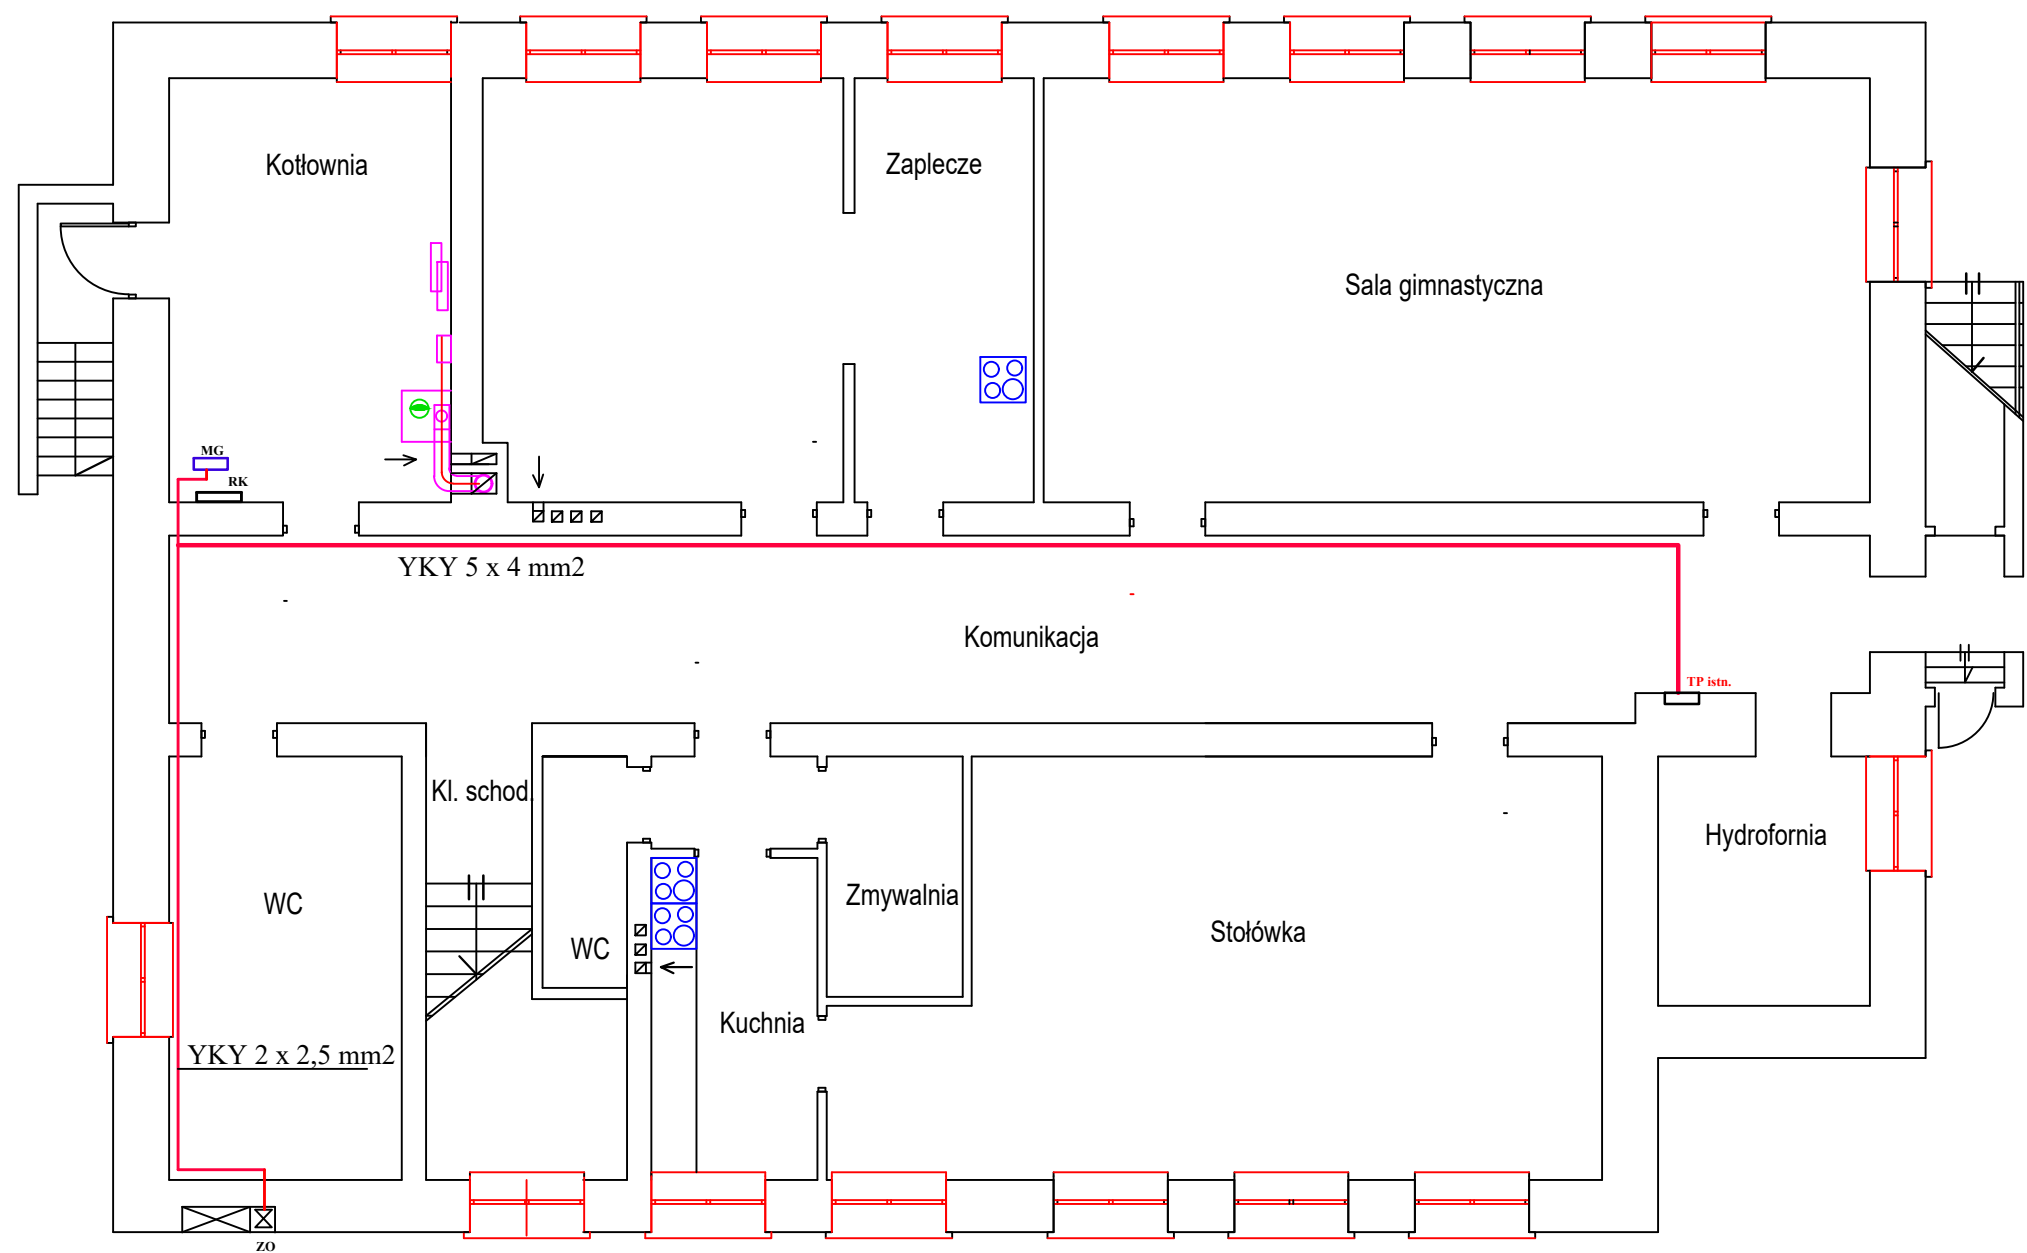 Kotłownia
Zaplecze
Sala gimnastyczna
MG
RK
YKY 5 x 4 mm2
Komunikacja
TP istn.
Kl. schod.
Hydrofornia
WC
Zmywalnia
Stołówka
WC
Kuchnia
YKY 2 x 2,5 mm2
ZO